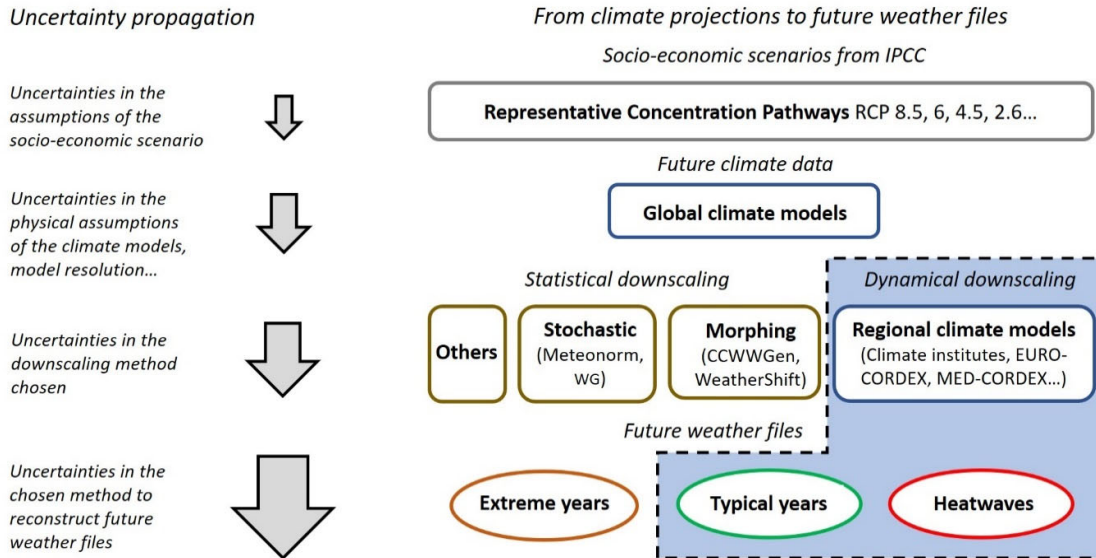 Uncertainty propagation
From climate projections to future weather files
Socio-economic scenarios from IPCC
Uncertainties in the
assumptions of the
socio-economic scenario
Representative Concentration Pathways RCP 8.5, 6, 4.5, 2.6...
Future climate data
Uncertainties in the
physical assumptions
of the climate models,
model resolution...
Global climate models
Statistical downscaling
Dynamical downscaling
Uncertainties in the
downscaling method
chosen
Others
Stochastic
(Meteonorm,
WG)
Morphing
(CCWWGen,
WeatherShift)
Regional climate models
(Climate institutes, EURO-
CORDEX, MED-CORDEX...)
Future weather files
Uncertainties in the
chosen method to
reconstruct future
weather files
Extreme years
Typical years
Heatwaves